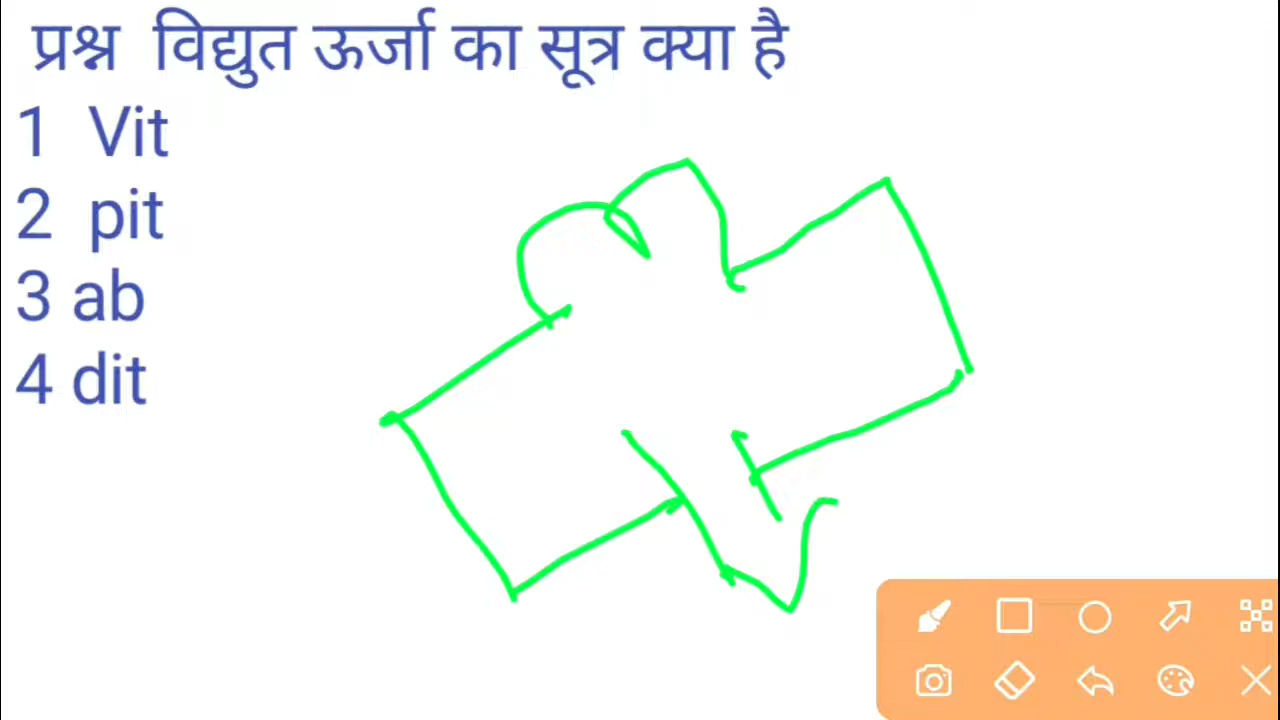 प्रश्न विद्युत ऊर्जा का सूत्र क्या है
1 Vit
2 pit
3 ab
4 dit